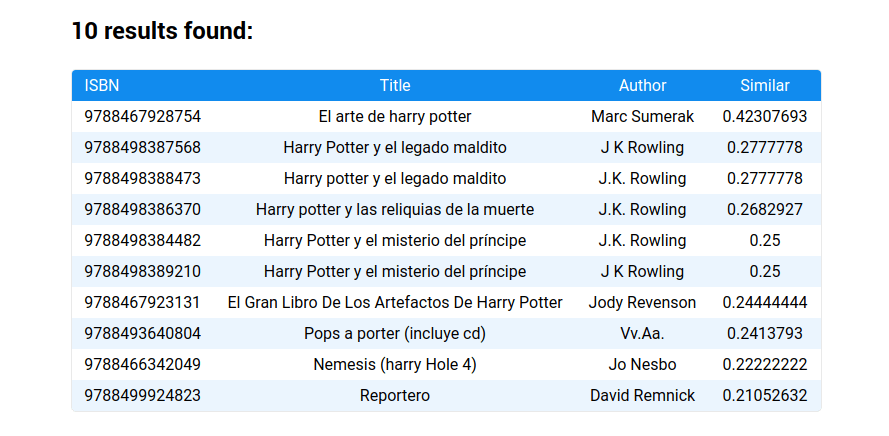 10 results found:
ISBN Title Author Similar
9788467928754 El arte de harry potter Marc Sumerak 0.42307693
9788498387568 Harry Potter y el legado maldito J K Rowling 0.2777778
9788498388473 Harry potter y el legado maldito J.K. Rowling 0.2777778
9788498386370 Harry potter y las reliquias de la muerte J.K. Rowling 0.2682927
9788498384482 Harry Potter y el misterio del príncipe J.K. Rowling 0.25
9788498389210 Harry Potter y el misterio del príncipe J K Rowling 0.25
9788467923131 El Gran Libro De Los Artefactos De Harry Potter Jody Revenson 0.24444444
9788493640804 Pops a porter (incluye cd) Vv.Aa. 0.2413793
9788466342049 Nemesis (harry Hole 4) Jo Nesbo 0.22222222
9788499924823 Reportero David Remnick 0.21052632